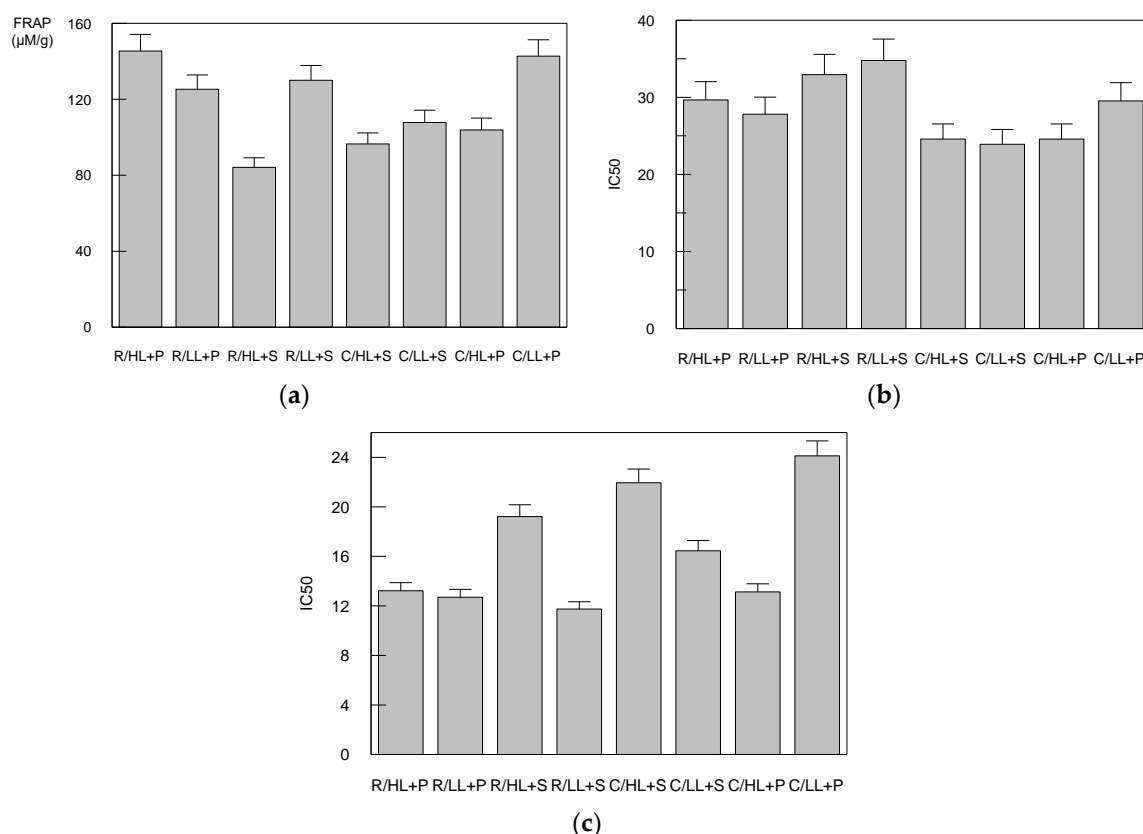 FRAP
(µM/g)
160
120
80
40
0
R/HL+P R/LL+P R/HL+S R/LL+S C/HL+S C/LL+S C/HL+P C/LL+P
(a)
IC50
40
30
20
10
0
R/HL+P R/LL+P R/HL+S R/LL+S C/HL+S C/LL+S C/HL+P C/LL+P
(b)
IC50
24
20
16
12
8
4
0
R/HL+P R/LL+P R/HL+S R/LL+S C/HL+S C/LL+S C/HL+P C/LL+P
(c)